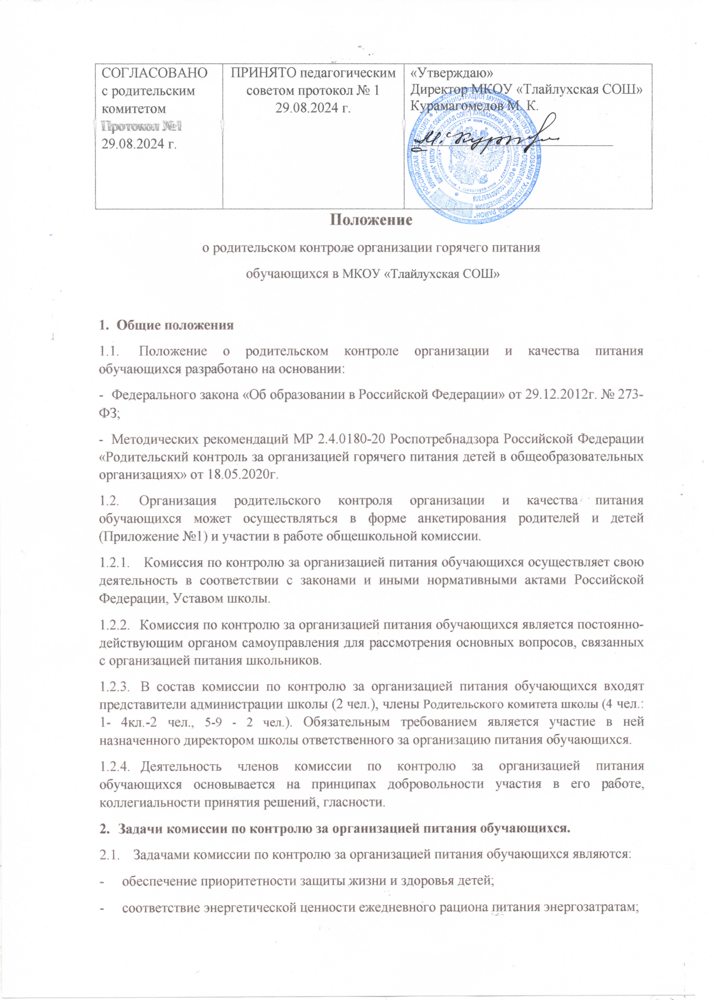 СОГЛАСОВАНО
с родительским
комитетом
Протокол №1
29.08.2024 г.
ПРИНЯТО педагогическим
советом протокол № 1
29.08.2024 г.
«Утверждаю»
Директор МКОУ «Тлайлухская СОШ»
Курамагомедов М. К.
Положение
о родительском контроле организации горячего питания
обучающихся в МКОУ «Тлайлухская СОШ»
1. Общие положения
1.1. Положение о родительском контроле организации и качества питания
обучающихся разработано на основании:
- Федерального закона «Об образовании в Российской Федерации» от 29.12.2012г. № 273-
ФЗ;
- Методических рекомендаций МР 2.4.0180-20 Роспотребнадзора Российской Федерации
«Родительский контроль за организацией горячего питания детей в общеобразовательных
организациях» от 18.05.2020г.
1.2. Организация родительского контроля организации и качества питания
обучающихся может осуществляться в форме анкетирования родителей и детей
(Приложение №1) и участии в работе общешкольной комиссии.
1.2.1. Комиссия по контролю за организацией питания обучающихся осуществляет свою
деятельность в соответствии с законами и иными нормативными актами Российской
Федерации, Уставом школы.
1.2.2. Комиссия по контролю за организацией питания обучающихся является постоянно-
действующим органом самоуправления для рассмотрения основных вопросов, связанных
с организацией питания школьников.
1.2.3. В состав комиссии по контролю за организацией питания обучающихся входят
представители администрации школы (2 чел.), члены Родительского комитета школы (4 чел.:
1- 4кл.-2 чел., 5-9 - 2 чел.). Обязательным требованием является участие в ней
назначенного директором школы ответственного за организацию питания обучающихся.
1.2.4. Деятельность членов комиссии по контролю за организацией питания
обучающихся основывается на принципах добровольности участия в его работе,
коллегиальности принятия решений, гласности.
2. Задачи комиссии по контролю за организацией питания обучающихся.
2.1. Задачами комиссии по контролю за организацией питания обучающихся являются:
- обеспечение приоритетности защиты жизни и здоровья детей;
- соответствие энергетической ценности ежедневного рациона питания энергозатратам;